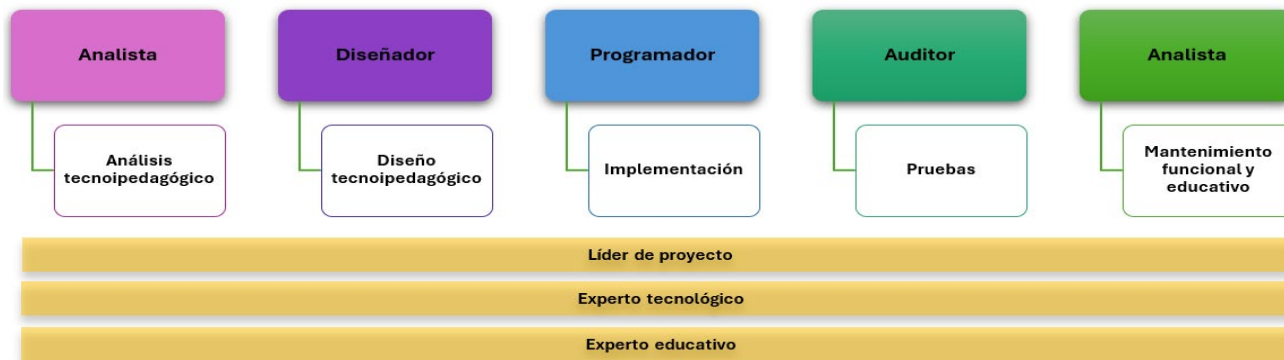 Analista
Diseñador
Programador
Auditor
Analista
Análisis
tecnoipedagógico
Diseño
tecnoipedagógico
Implementación
Pruebas
Mantenimiento
funcional y
educativo
Líder de proyecto
Experto tecnológico
Experto educativo